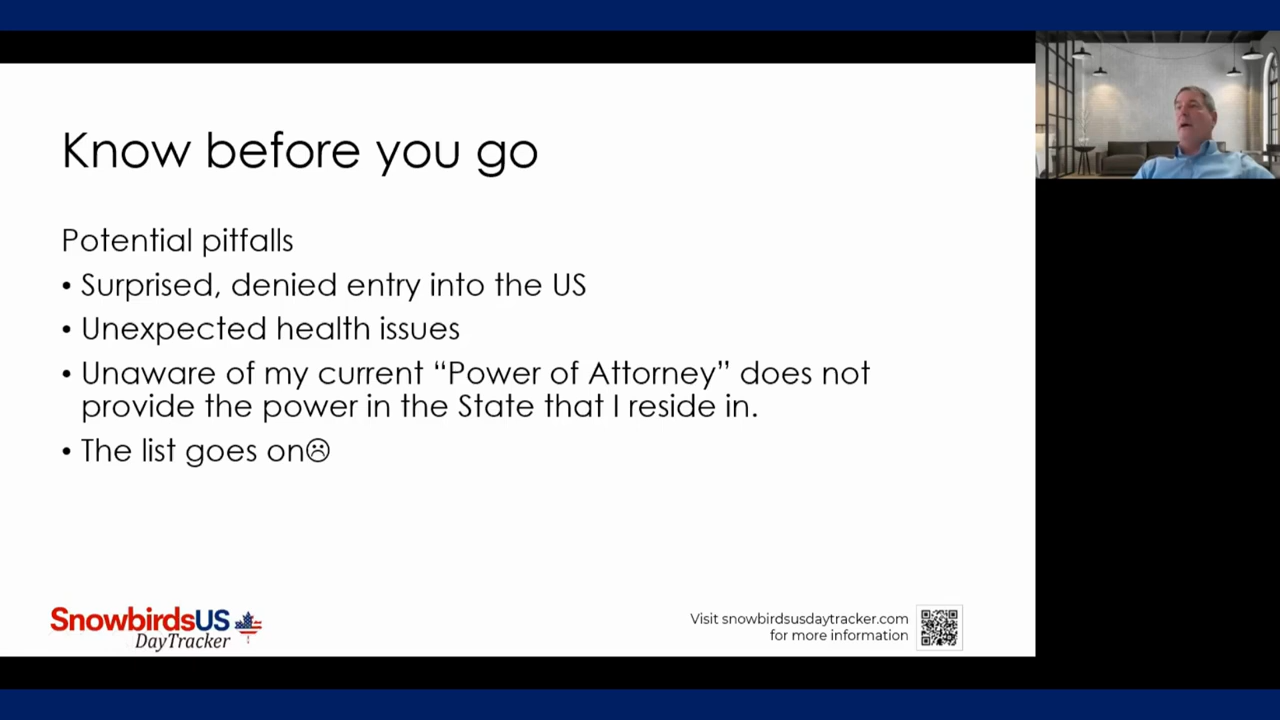 Know before you go
Potential pitfalls
• Surprised, denied entry into the US
• Unexpected health issues
• Unaware of my current “Power of Attorney” does not
provide the power in the State that I reside in.
• The list goes on☹
SnowbirdsUS
DayTracker
Visit snowbirdsusdaytracker.com
for more information